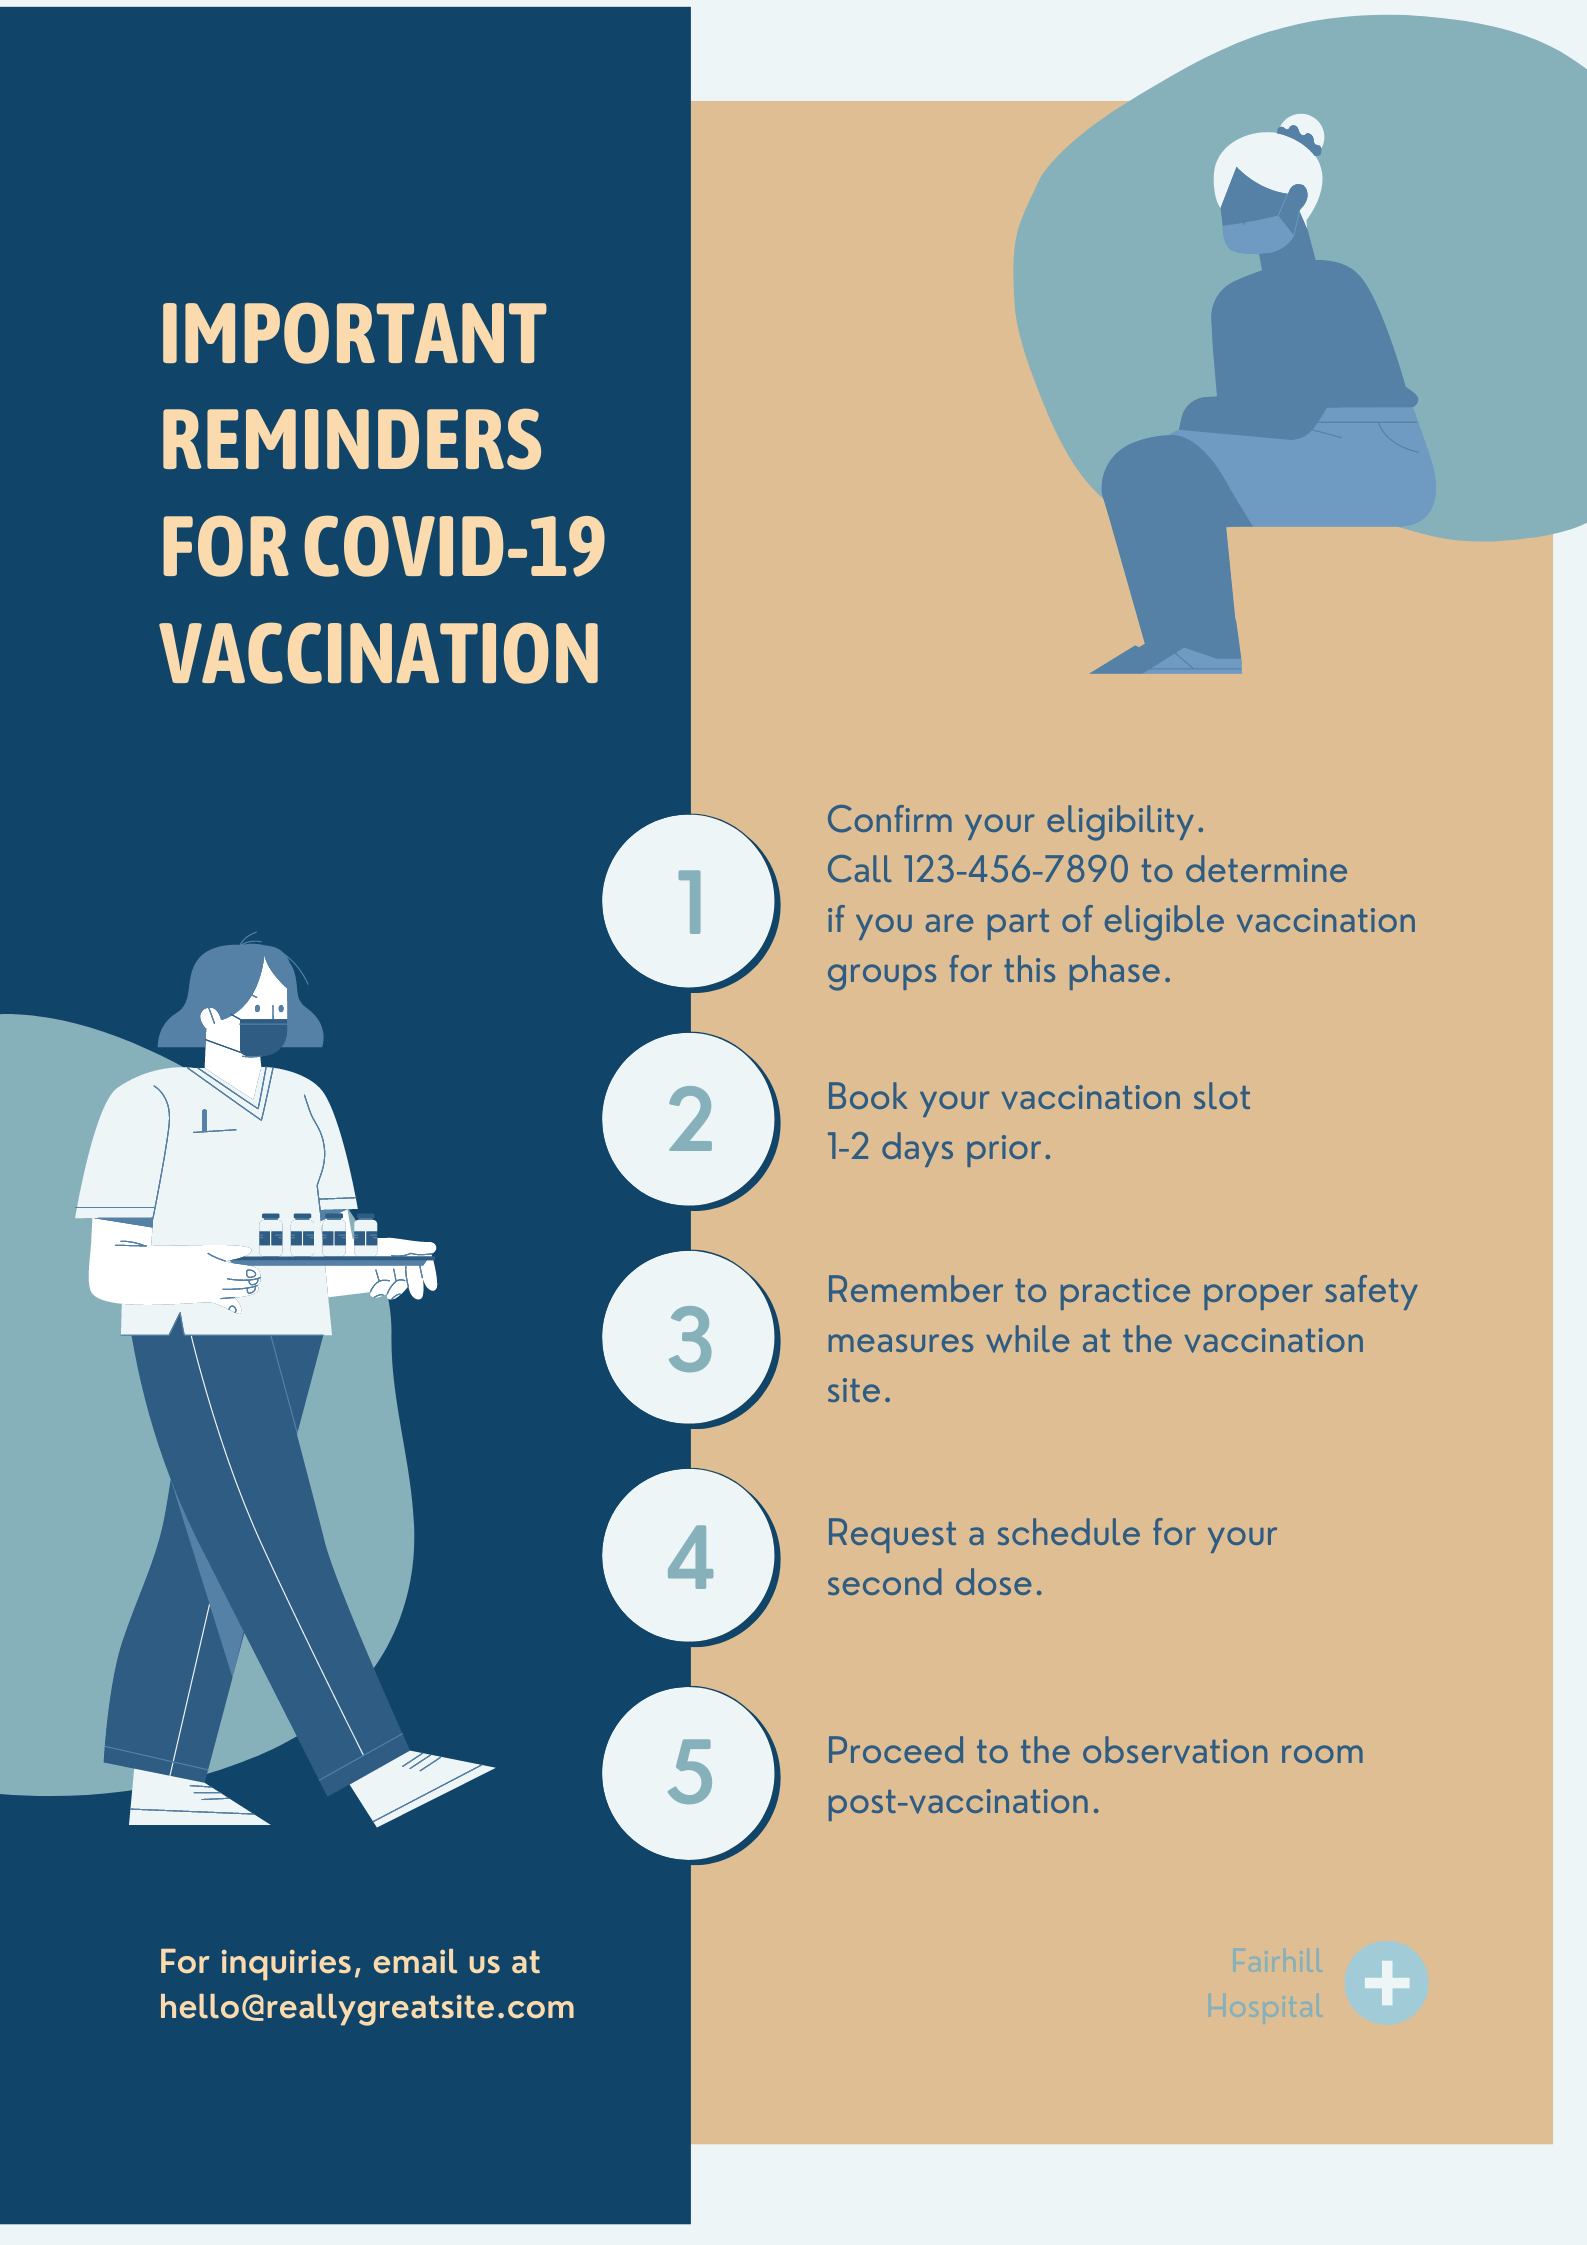 IMPORTANT
REMINDERS
FOR COVID-19
VACCINATION
1
Confirm your eligibility.
Call 123-456-7890 to determine
if you are part of eligible vaccination
groups for this phase.
2
Book your vaccination slot
1-2 days prior.
3
Remember to practice proper safety
measures while at the vaccination
site.
4
Request a schedule for your
second dose.
5
Proceed to the observation room
post-vaccination.
For inquiries, email us at
hello@reallygreatsite.com
Fairhill
Hospital